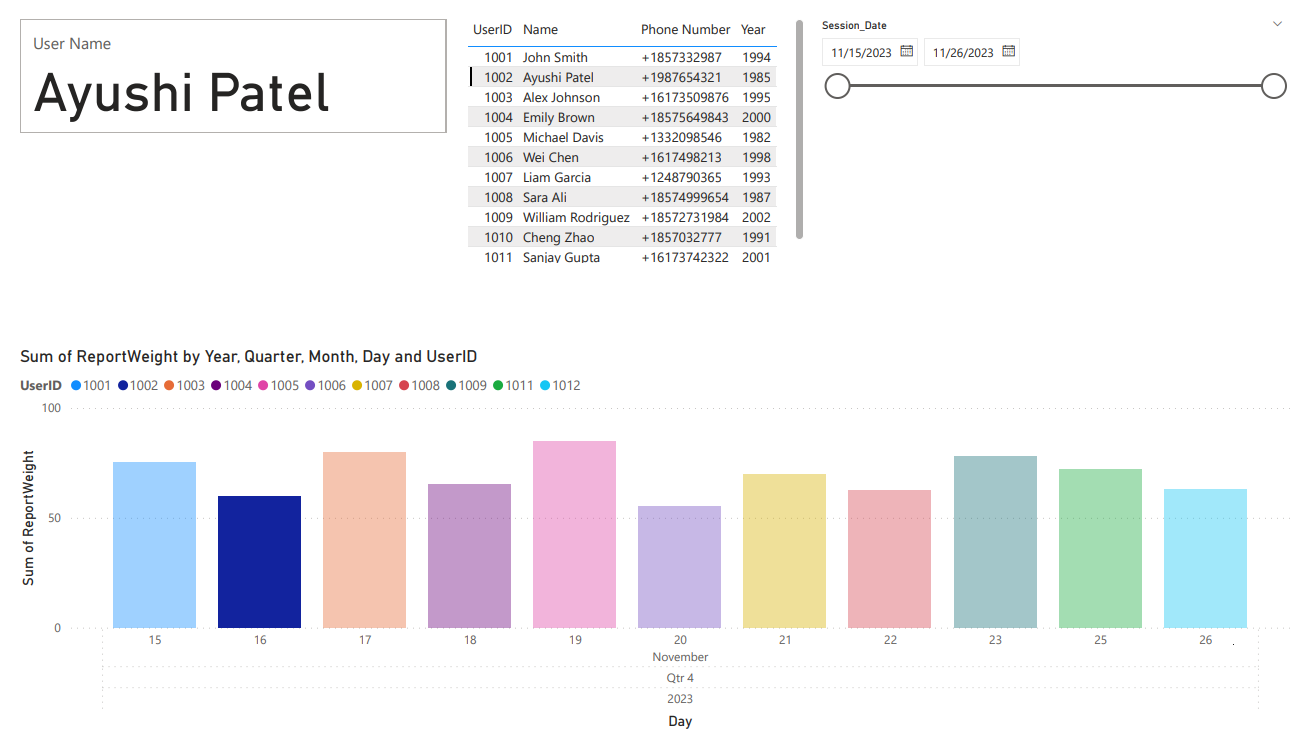 User Name
Ayushi Patel
UserID Name Phone Number Year
1001 John Smith +1857332987 1994
1002 Ayushi Patel +1987654321 1985
1003 Alex Johnson +16173509876 1995
1004 Emily Brown +18575649843 2000
1005 Michael Davis +1332098546 1982
1006 Wei Chen +1617498213 1998
1007 Liam Garcia +1248790365 1993
1008 Sara Ali +18574999654 1987
1009 William Rodriguez +18572731984 2002
1010 Cheng Zhao +1857032777 1991
1011 Sanjay Gupta +16173742322 2001
Session_Date
11/15/2023 11/26/2023
Sum of ReportWeight by Year, Quarter, Month, Day and UserID
UserID 1001 1002 1003 1004 1005 1006 1007 1008 1009 1011 1012
100
50
0
Sum of ReportWeight
15 16 17 18 19 20 21 22 23 25 26
November
Qtr 4
2023
Day